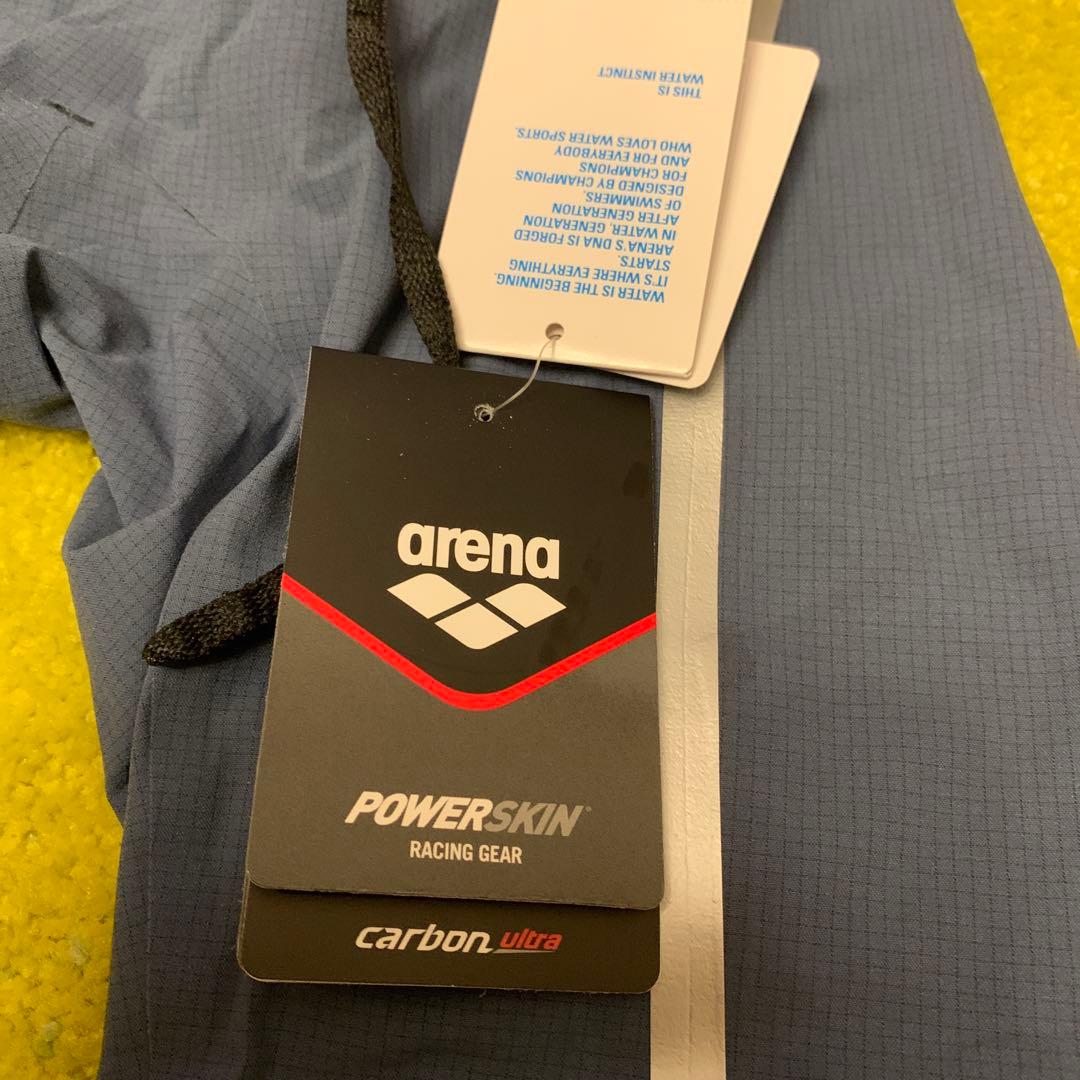 WATER IS THE BEGINNING.
IT'S WHERE EVERYTHING
STARTS.
ARENA'S DNA IS FORGED
IN WATER, GENERATION
AFTER GENERATION
OF SWIMMERS.
DESIGNED BY CHAMPIONS
FOR CHAMPIONS
AND FOR EVERYBODY
WHO LOVES WATER SPORTS.
THIS IS
WATER INSTINCT
arena
POWERSKIN
RACING GEAR
carbon ultra